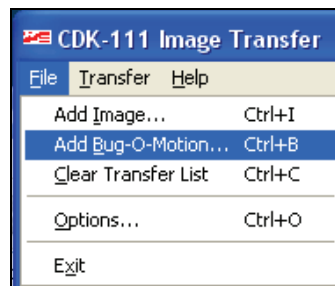 CDK-111 Image Transfer
File Transfer Help
Add Image... Ctrl+I
Add Bug-O-Motion... Ctrl+B
Clear Transfer List Ctrl+C
Options... Ctrl+O
Exit